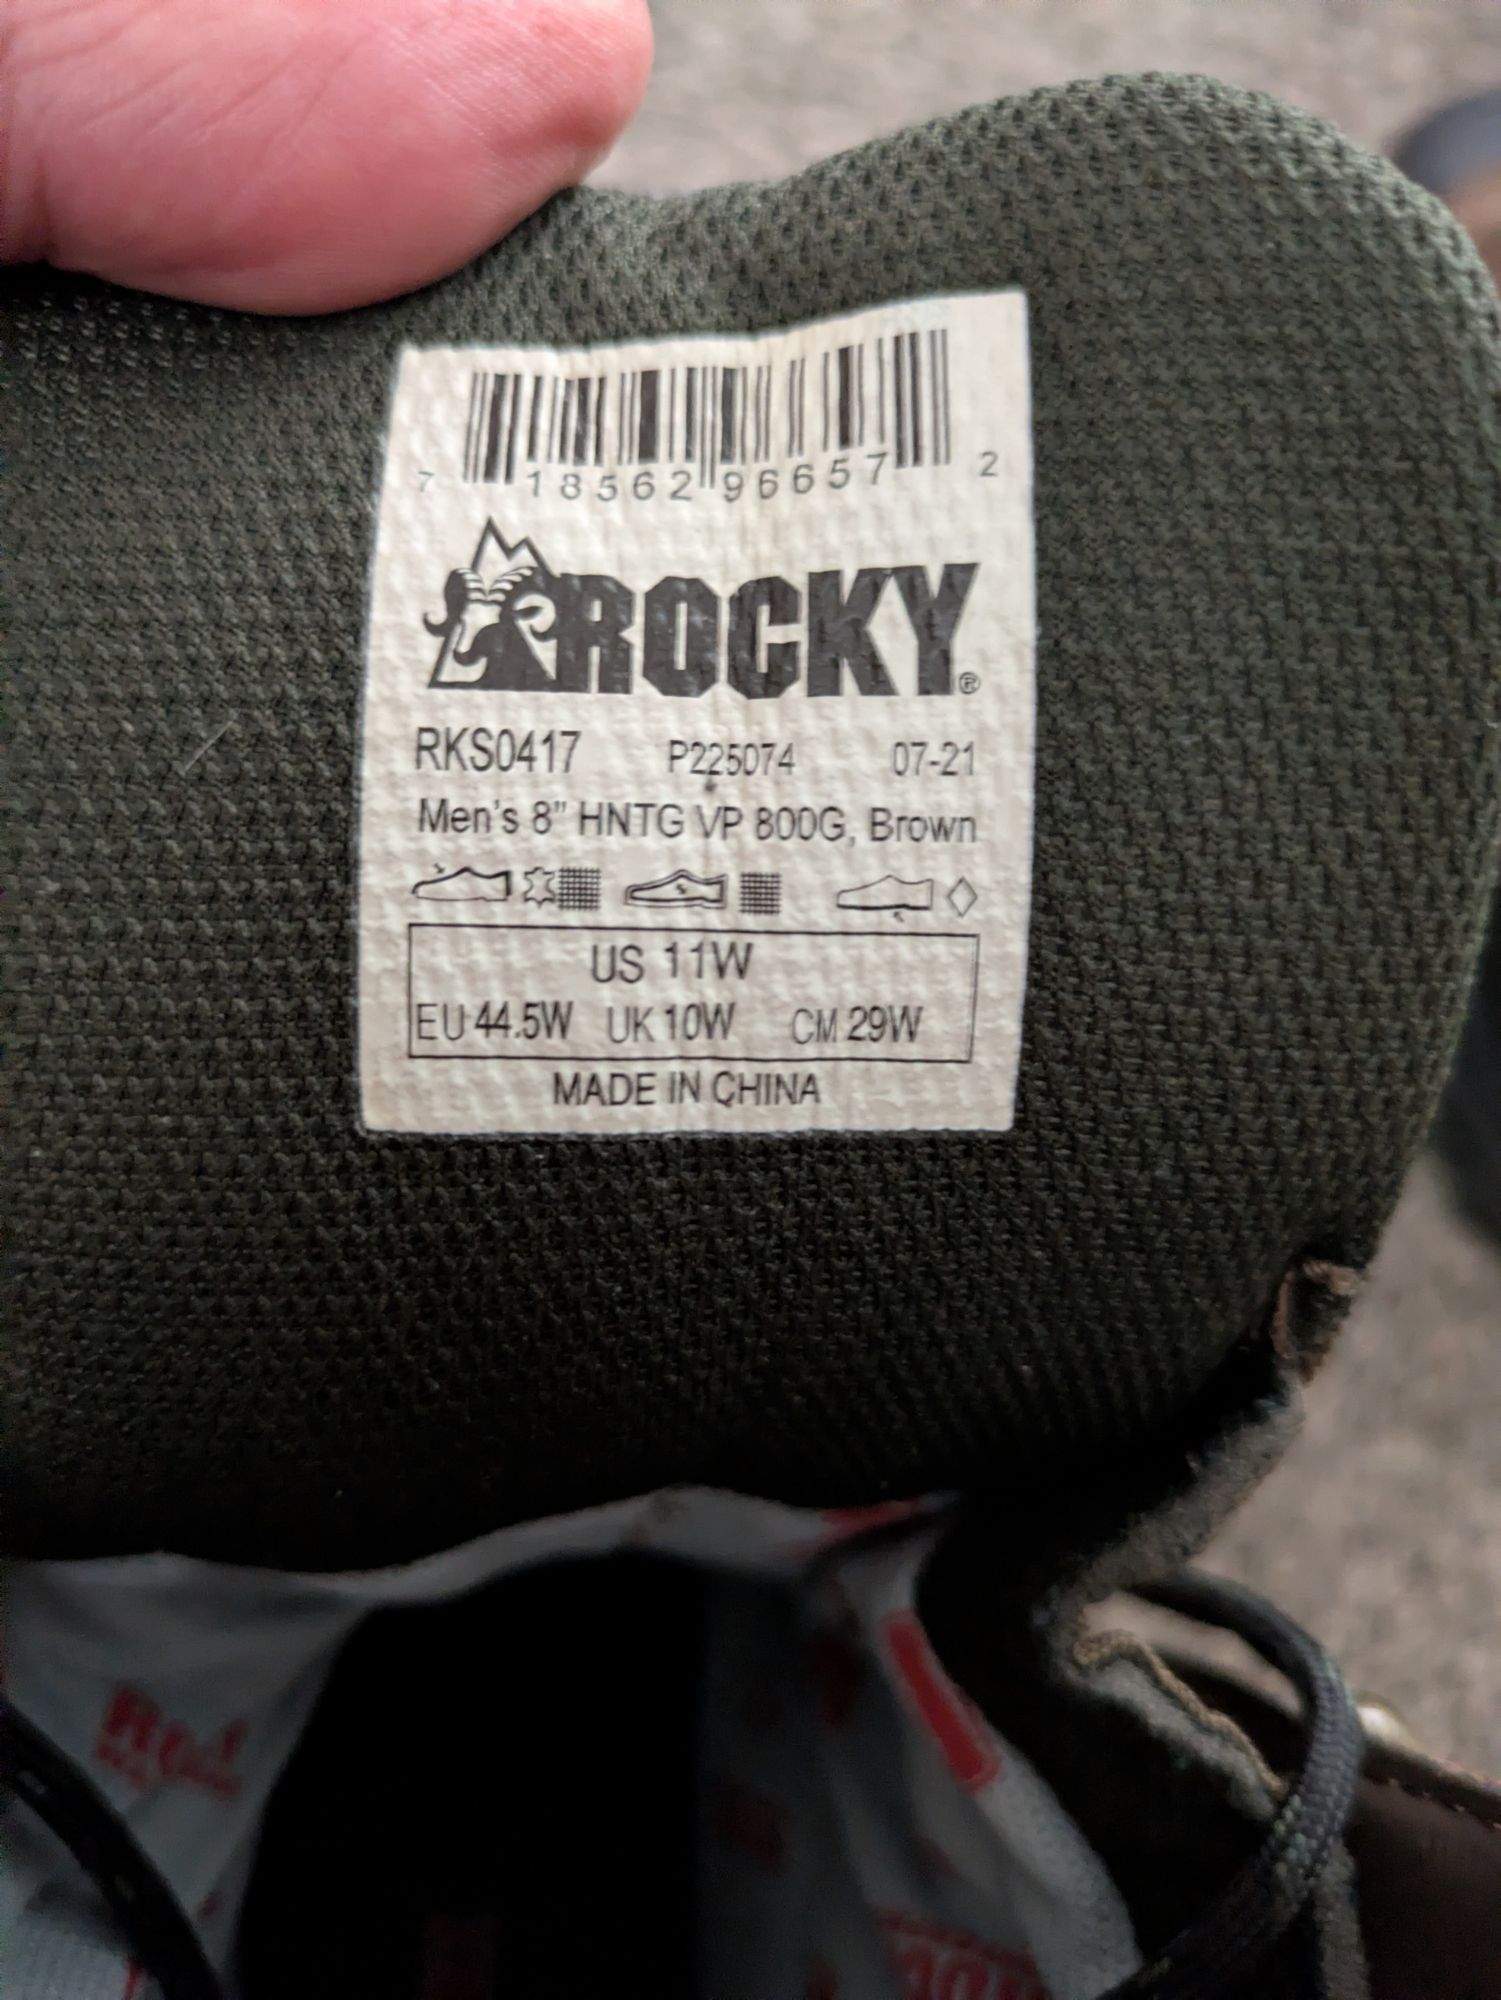 7 18562 96657 2
ROCKY®
RKS0417 P225074 07-21
Men's 8" HNTG VP 800G, Brown
US 11W
EU 44.5W UK 10W CM 29W
MADE IN CHINA
Red